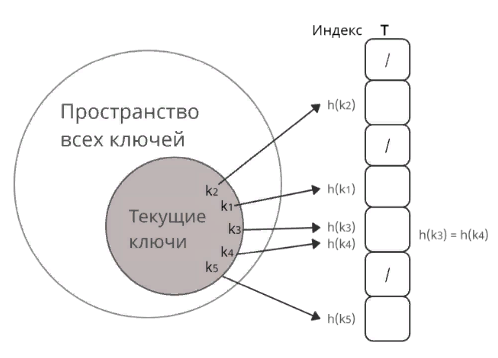 Индекс T
/
h(k2)
Пространство
всех ключей
/
k2
h(k1)
k1
Текущие
ключи
k3
h(k3)
h(k4)
h(k3) = h(k4)
k4
k5
/
h(k5)